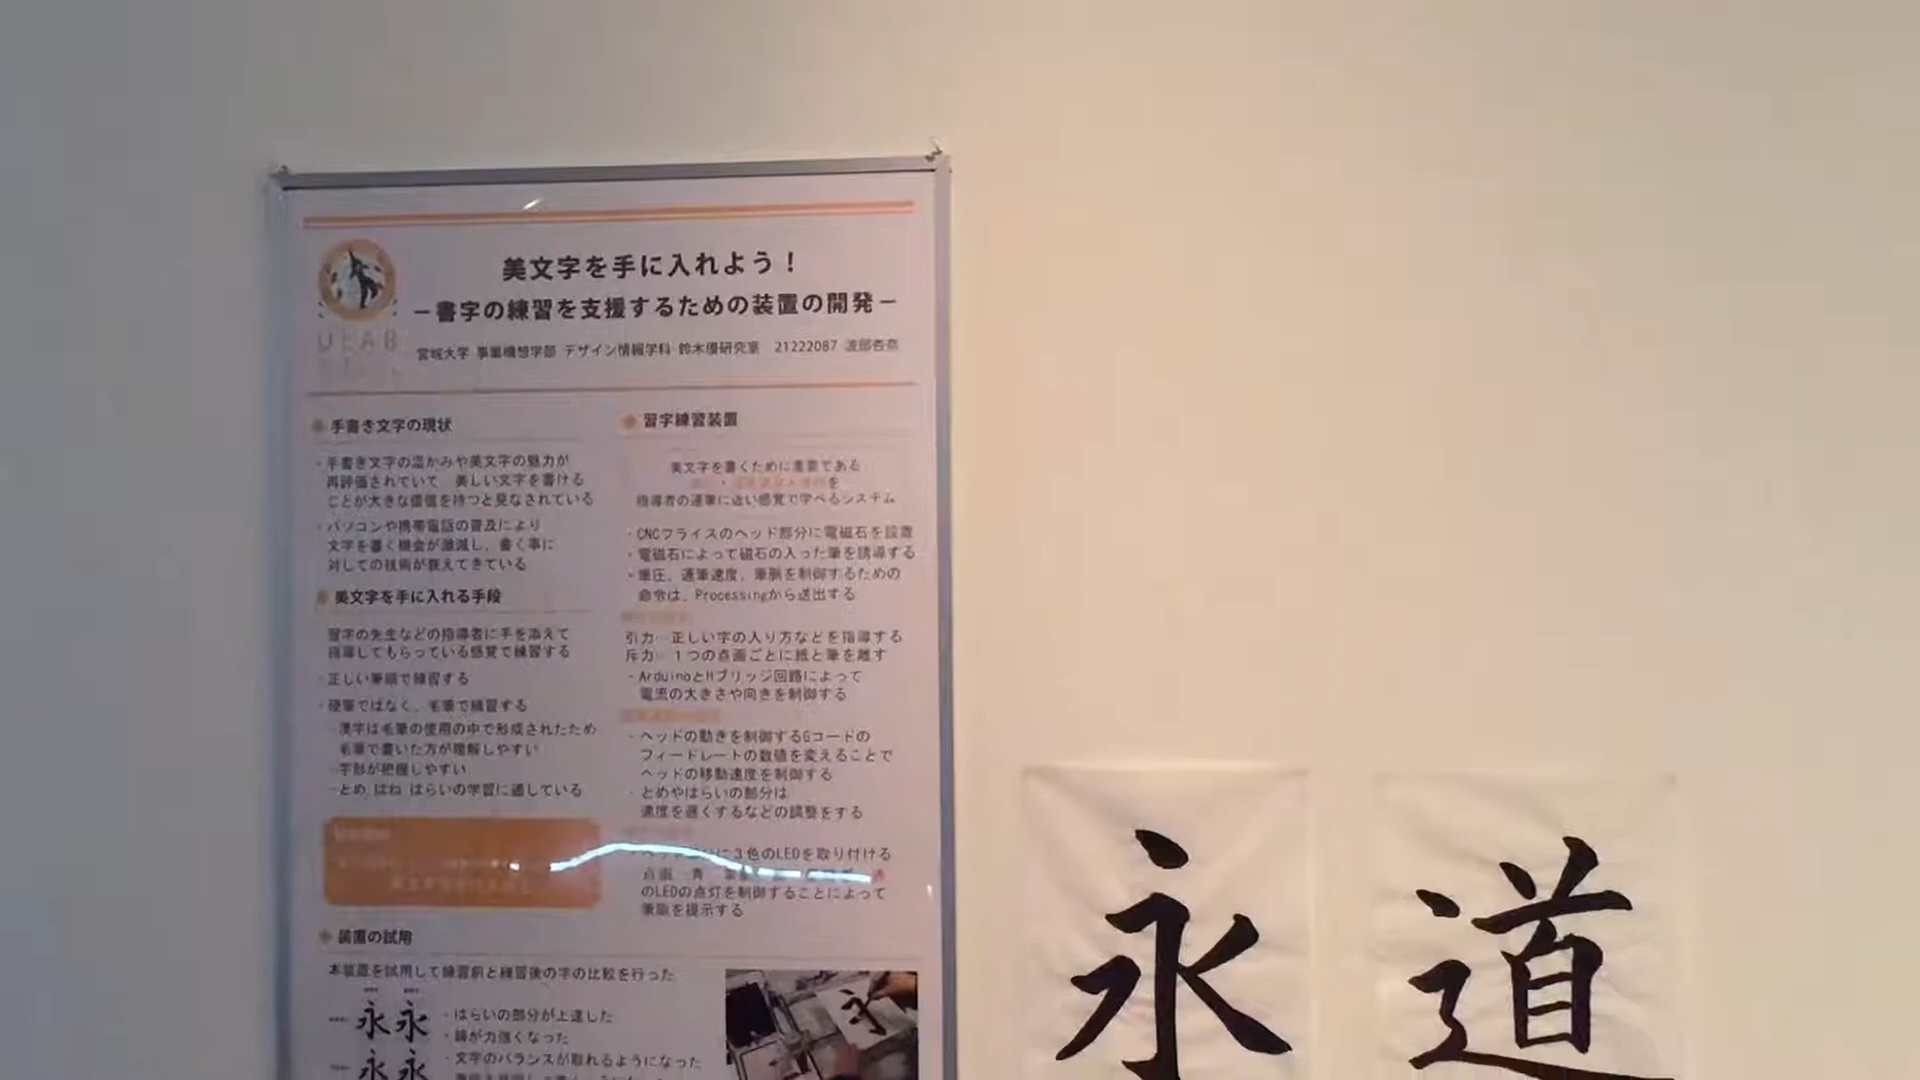 美文字を手に入れよう！
－書字の練習を支援するための装置の開発－
ULAB
宮城大学 事業構想学部 デザイン情報学科 鈴木優研究室 21222087 渡部杏奈
手書き文字の現状
・手書き文字の温かみや美文字の魅力が
再評価されていて 美しい文字を書ける
ことが大きな価値を持つと見なされている
・パソコンや携帯電話の普及により
文字を書く機会が激減し、書く事に
対しての技術が衰えてきている
美文字を手に入れる手段
習字の先生などの指導者に手を添えて
指導してもらっている感覚で練習する
・正しい筆順で練習する
・硬筆ではなく、毛筆で練習する
－漢字は毛筆の使用の中で形成されたため
毛筆で書いた方が理解しやすい
－字形が把握しやすい
－とめ はね はらいの学習に適している
装置の試用
本装置を試用して練習前と練習後の字の比較を行った
永 永
永 永
・はらいの部分が上達した
・線が力強くなった
・文字のバランスが取れるようになった
習字練習装置
美文字を書くために重要である
を
指導者の運筆に近い感覚で学べるシステム
・CNCフライスのヘッド部分に電磁石を設置
・電磁石によって磁石の入った筆を誘導する
・筆圧、運筆速度、筆脈を制御するための
命令は、Processingから送出する
引力 正しい字の入り方などを指導する
斥力 １つの点画ごとに紙と筆を離す
・ArduinoとHブリッジ回路によって
電流の大きさや向きを制御する
・ヘッドの動きを制御するGコードの
フィードレートの数値を変えることで
ヘッドの移動速度を制御する
・とめやはらいの部分は
速度を遅くするなどの調整をする
に３色のLEDを取り付ける
点画 青
のLEDの点灯を制御することによって
筆脈を提示する
永
道